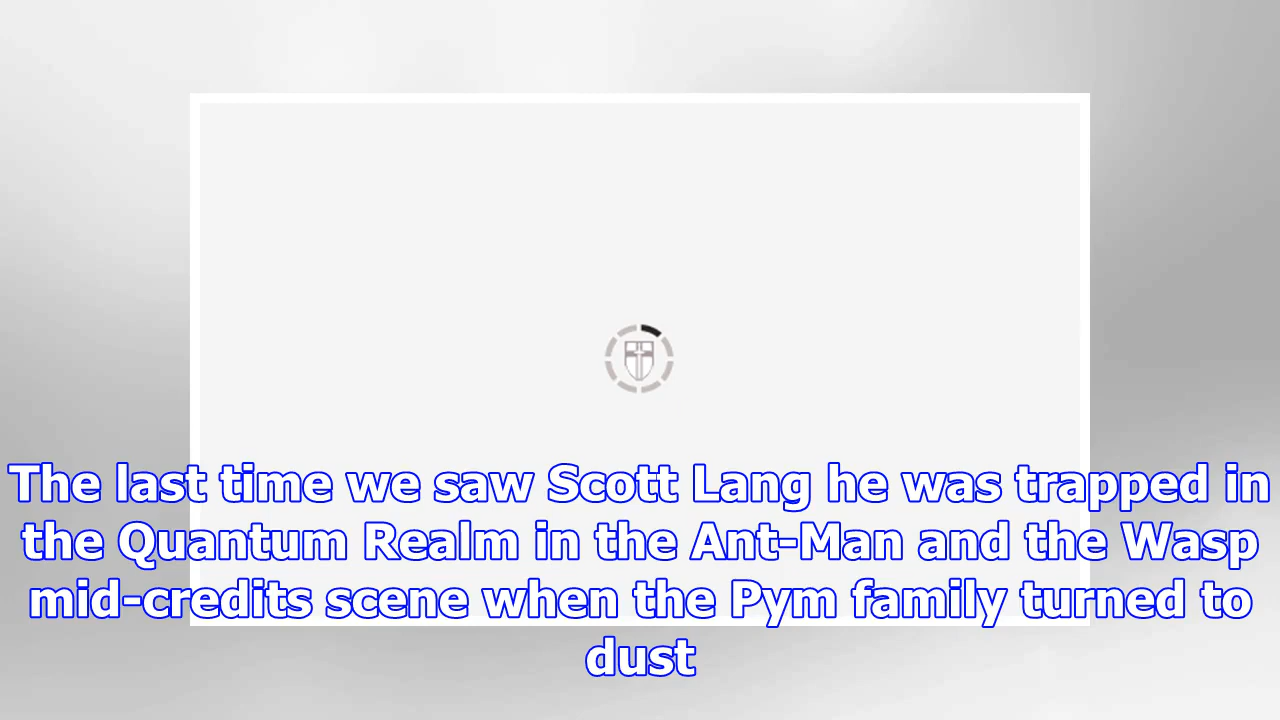 The last time we saw Scott Lang he was trapped in
the Quantum Realm in the Ant-Man and the Wasp
mid-credits scene when the Pym family turned to
dust